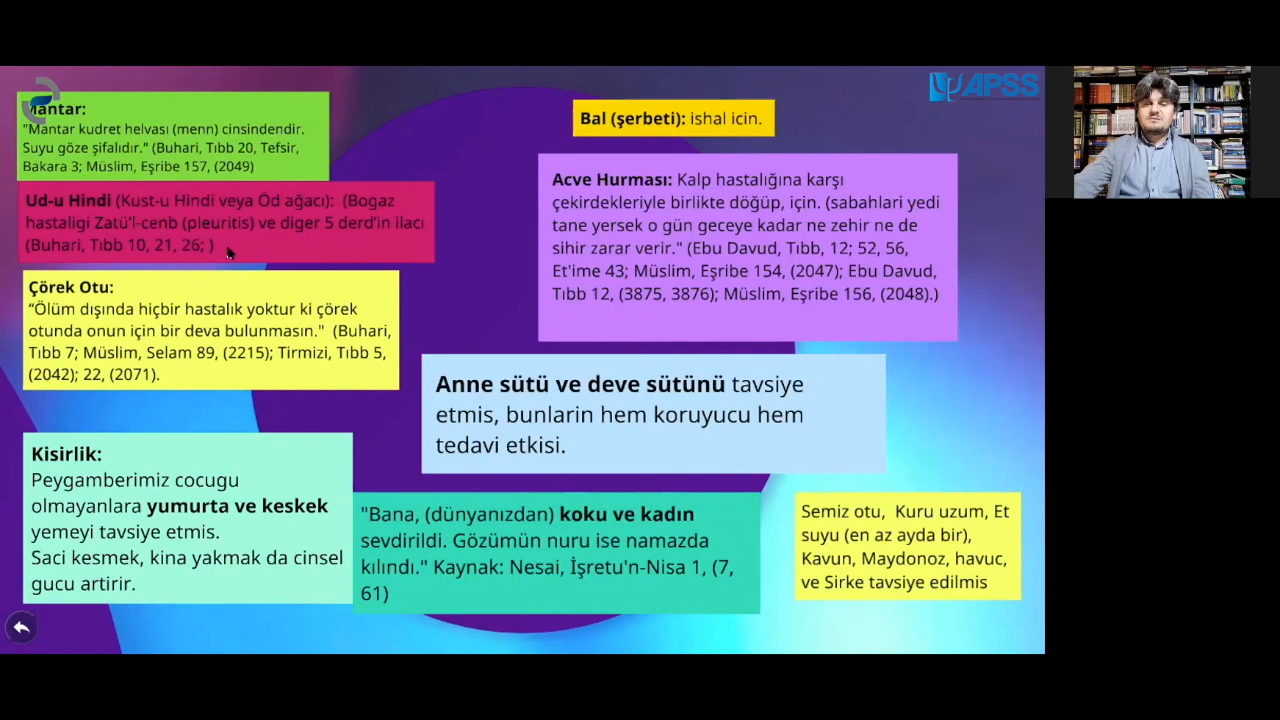 APSS
Mantar:
"Mantar kudret helvası (menn) cinsindendir.
Suyu göze şifalıdır." (Buhari, Tıbb 20, Tefsir,
Bakara 3; Müslim, Eşribe 157, (2049)
Ud-u Hindi (Kust-u Hindi veya Öd ağacı): (Bogaz
hastaligi Zatü'l-cenb (pleuritis) ve diger 5 derd'in ilacı
(Buhari, Tıbb 10, 21, 26; )
Çörek Otu:
“Ölüm dışında hiçbir hastalık yoktur ki çörek
otunda onun için bir deva bulunmasın." (Buhari,
Tıbb 7; Müslim, Selam 89, (2215); Tirmizi, Tıbb 5,
(2042); 22, (2071).
Kisirlik:
Peygamberimiz cocugu
olmayanlara yumurta ve keskek
yemeyi tavsiye etmis.
Saci kesmek, kina yakmak da cinsel
gucu artirir.
Bal (şerbeti): ishal icin.
Acve Hurması: Kalp hastalığına karşı
çekirdekleriyle birlikte döğüp, için. (sabahlari yedi
tane yersek o gün geceye kadar ne zehir ne de
sihir zarar verir." (Ebu Davud, Tıbb, 12; 52, 56,
Et'ime 43; Müslim, Eşribe 154, (2047); Ebu Davud,
Tıbb 12, (3875, 3876); Müslim, Eşribe 156, (2048).)
Anne sütü ve deve sütünü tavsiye
etmis, bunlarin hem koruyucu hem
tedavi etkisi.
"Bana, (dünyanızdan) koku ve kadın
sevdirildi. Gözümün nuru ise namazda
kılındı." Kaynak: Nesai, İşretu'n-Nisa 1, (7,
61)
Semiz otu, Kuru uzum, Et
suyu (en az ayda bir),
Kavun, Maydonoz, havuc,
ve Sirke tavsiye edilmis